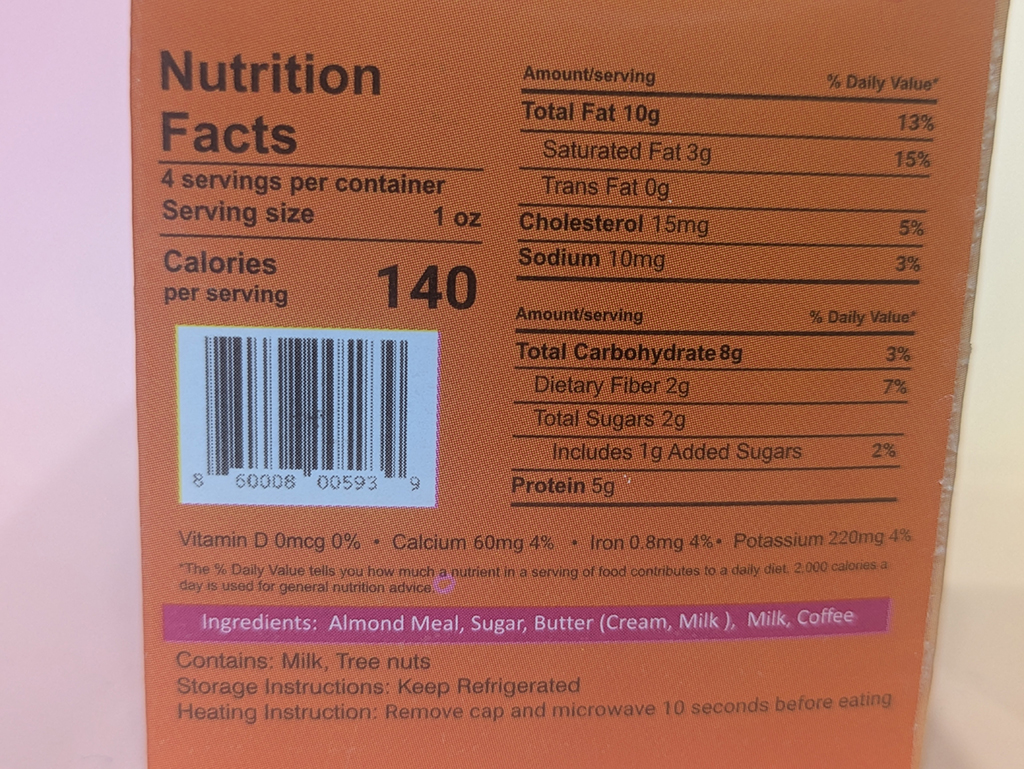 Nutrition
Facts
4 servings per container
Serving size 1 oz
Calories
per serving 140
8 60008 00593 9
Amount/serving % Daily Value*
Total Fat 10g 13%
Saturated Fat 3g 15%
Trans Fat 0g
Cholesterol 15mg 5%
Sodium 10mg 3%
Amount/serving % Daily Value*
Total Carbohydrate 8g 3%
Dietary Fiber 2g 7%
Total Sugars 2g
Includes 1g Added Sugars 2%
Protein 5g
Vitamin D 0mcg 0% • Calcium 60mg 4% • Iron 0.8mg 4% • Potassium 220mg 4%
*The % Daily Value tells you how much a nutrient in a serving of food contributes to a daily diet. 2,000 calories a
day is used for general nutrition advice.
Ingredients: Almond Meal, Sugar, Butter (Cream, Milk ), Milk, Coffee
Contains: Milk, Tree nuts
Storage Instructions: Keep Refrigerated
Heating Instruction: Remove cap and microwave 10 seconds before eating